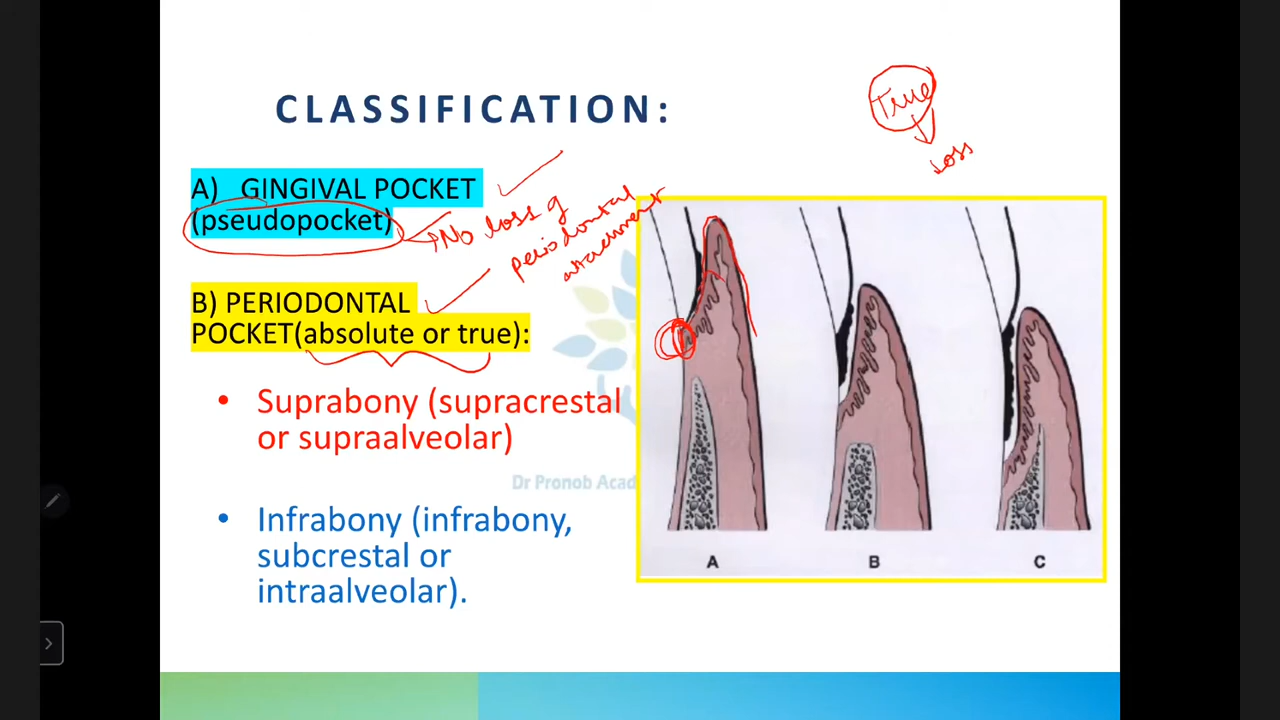 CLASSIFICATION:
True
loss
A) GINGIVAL POCKET
(pseudopocket)
No loss of
periodontal
attachment
B) PERIODONTAL
POCKET(absolute or true):
• Suprabony (supracrestal
or supraalveolar)
Dr Pronob Acad
• Infrabony (infrabony,
subcrestal or
intraalveolar).
A B C